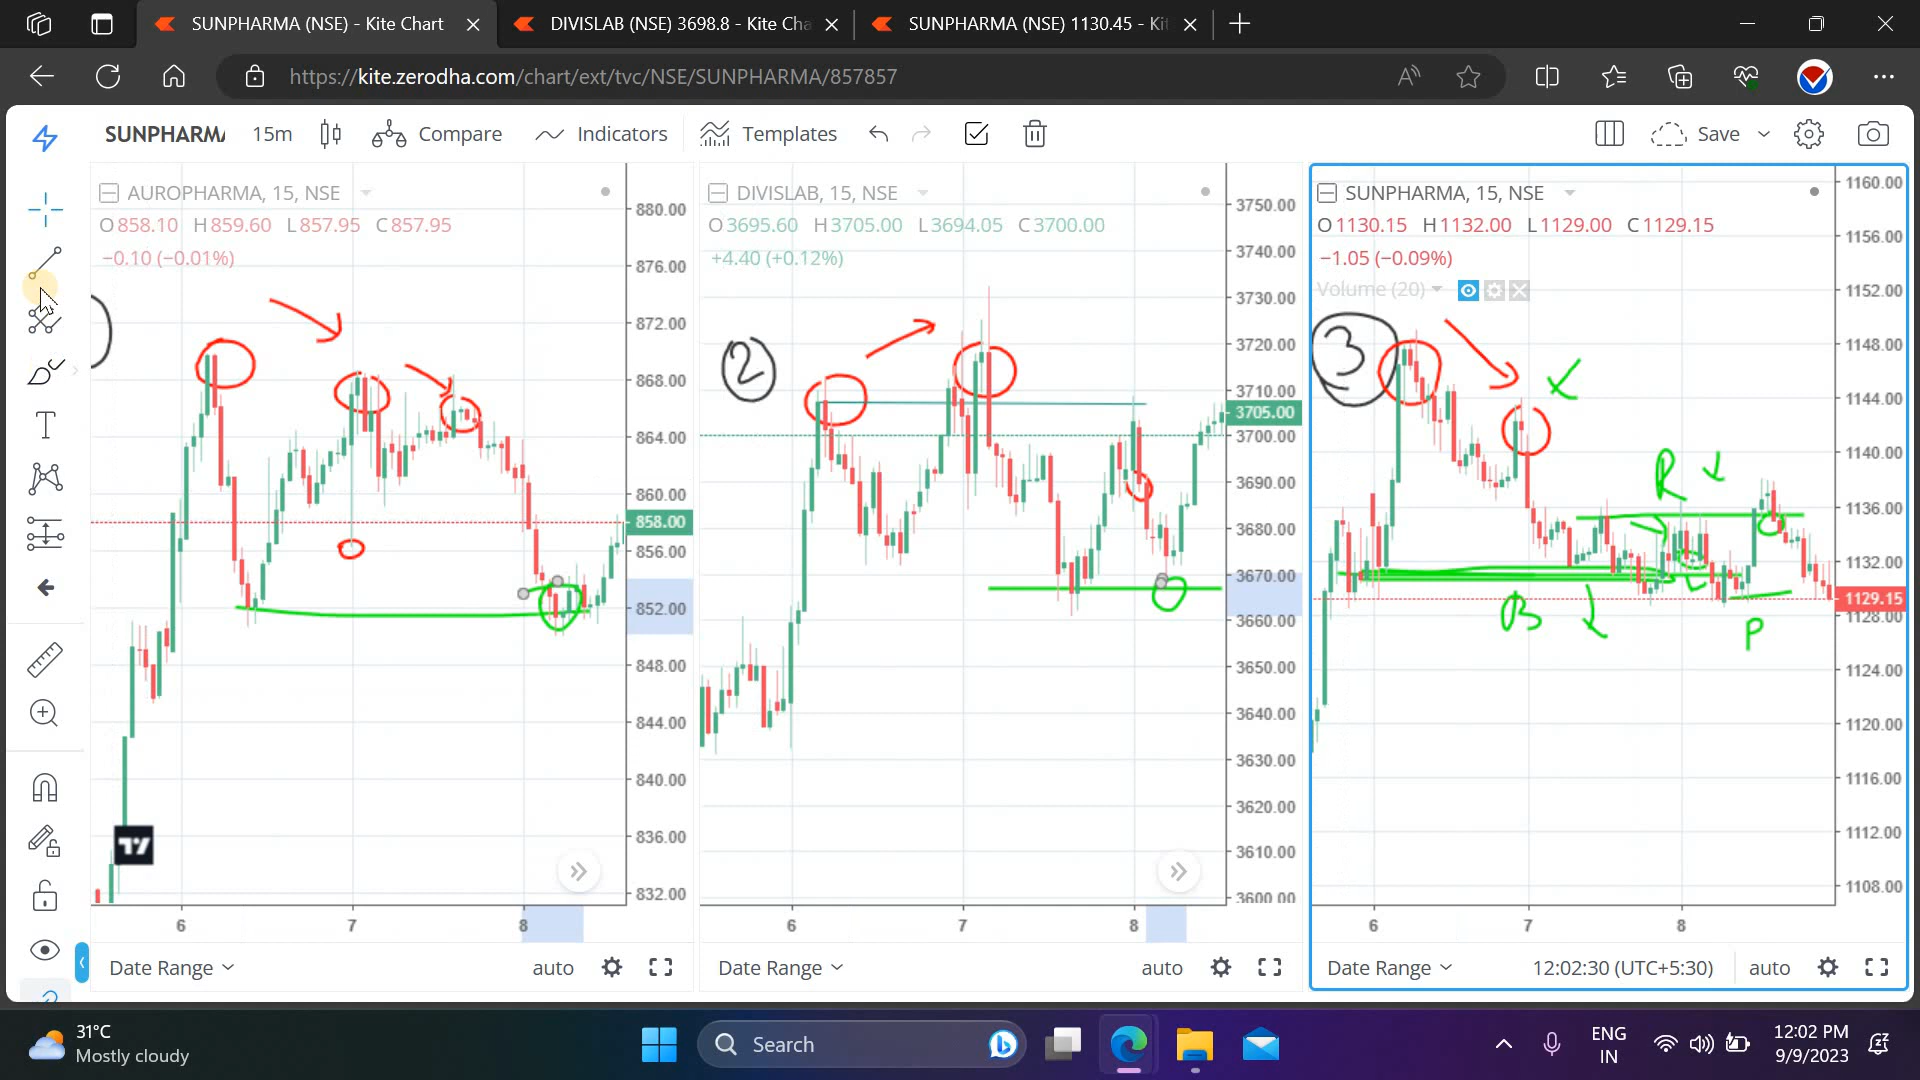 SUNPHARMA (NSE) - Kite Chart
DIVISLAB (NSE) 3698.8 - Kite Cha
SUNPHARMA (NSE) 1130.45 - Kit
https://kite.zerodha.com/chart/ext/tvc/NSE/SUNPHARMA/857857
SUNPHARMA 15m Compare Indicators Templates Save
AUROPHARMA, 15, NSE
O858.10 H859.60 L857.95 C857.95
−0.10 (−0.01%)
880.00
876.00
872.00
868.00
864.00
860.00
858.00
856.00
852.00
848.00
844.00
840.00
836.00
832.00
6 7 8
Date Range auto
DIVISLAB, 15, NSE
O3695.60 H3705.00 L3694.05 C3700.00
+4.40 (+0.12%)
2
3750.00
3740.00
3730.00
3720.00
3710.00
3705.00
3700.00
3690.00
3680.00
3670.00
3660.00
3650.00
3640.00
3630.00
3620.00
3610.00
3600.00
6 7 8
Date Range auto
SUNPHARMA, 15, NSE
O1130.15 H1132.00 L1129.00 C1129.15
−1.05 (−0.09%)
Volume (20)
3
R
B
P
1160.00
1156.00
1152.00
1148.00
1144.00
1140.00
1136.00
1132.00
1129.15
1128.00
1124.00
1120.00
1116.00
1112.00
1108.00
6 7 8
Date Range 12:02:30 (UTC+5:30) auto
31°C
Mostly cloudy
Search
ENG
IN
12:02 PM
9/9/2023